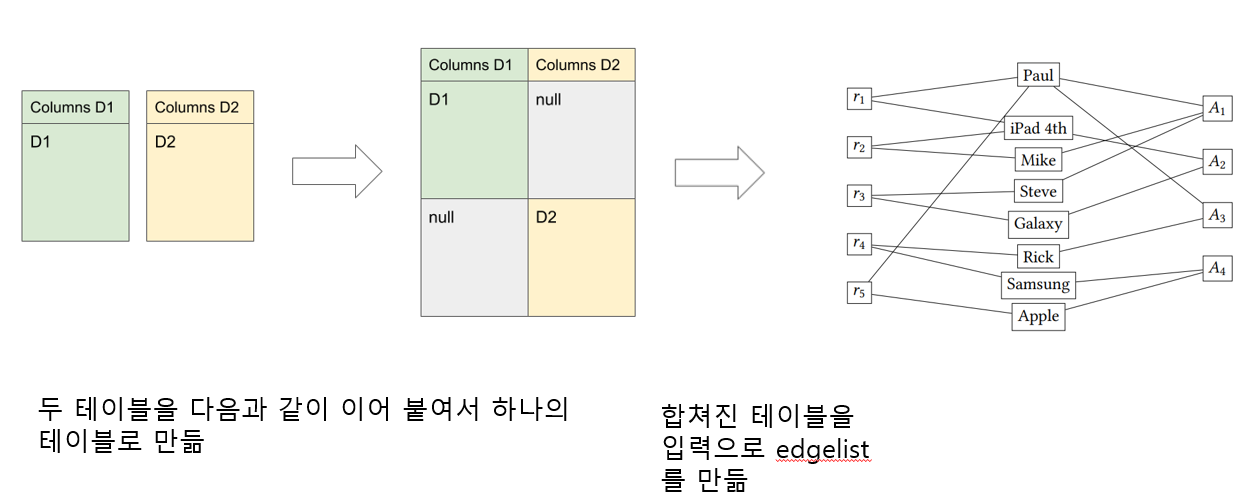 Columns D1
Columns D2
D1
D2
Columns D1
Columns D2
D1
null
null
D2
r1
r2
r3
r4
r5
Paul
iPad 4th
Mike
Steve
Galaxy
Rick
Samsung
Apple
A1
A2
A3
A4
두 테이블을 다음과 같이 이어 붙여서 하나의
테이블로 만듦
합쳐진 테이블을
입력으로 edgelist
를 만듦